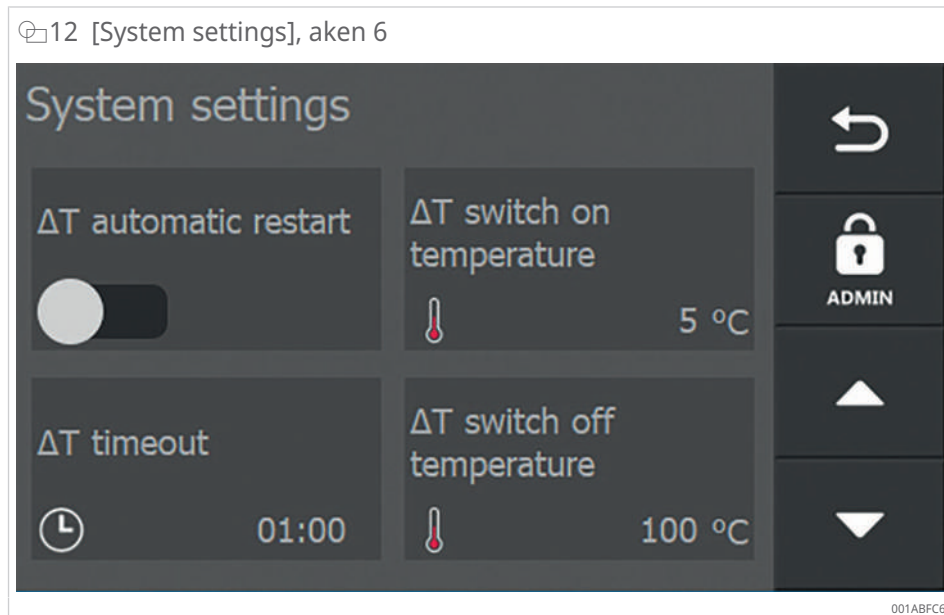 12 [System settings], aken 6
System settings
ΔT automatic restart
ΔT switch on
temperature
5 °C
ADMIN
ΔT timeout
01:00
ΔT switch off
temperature
100 °C
001ABFC6